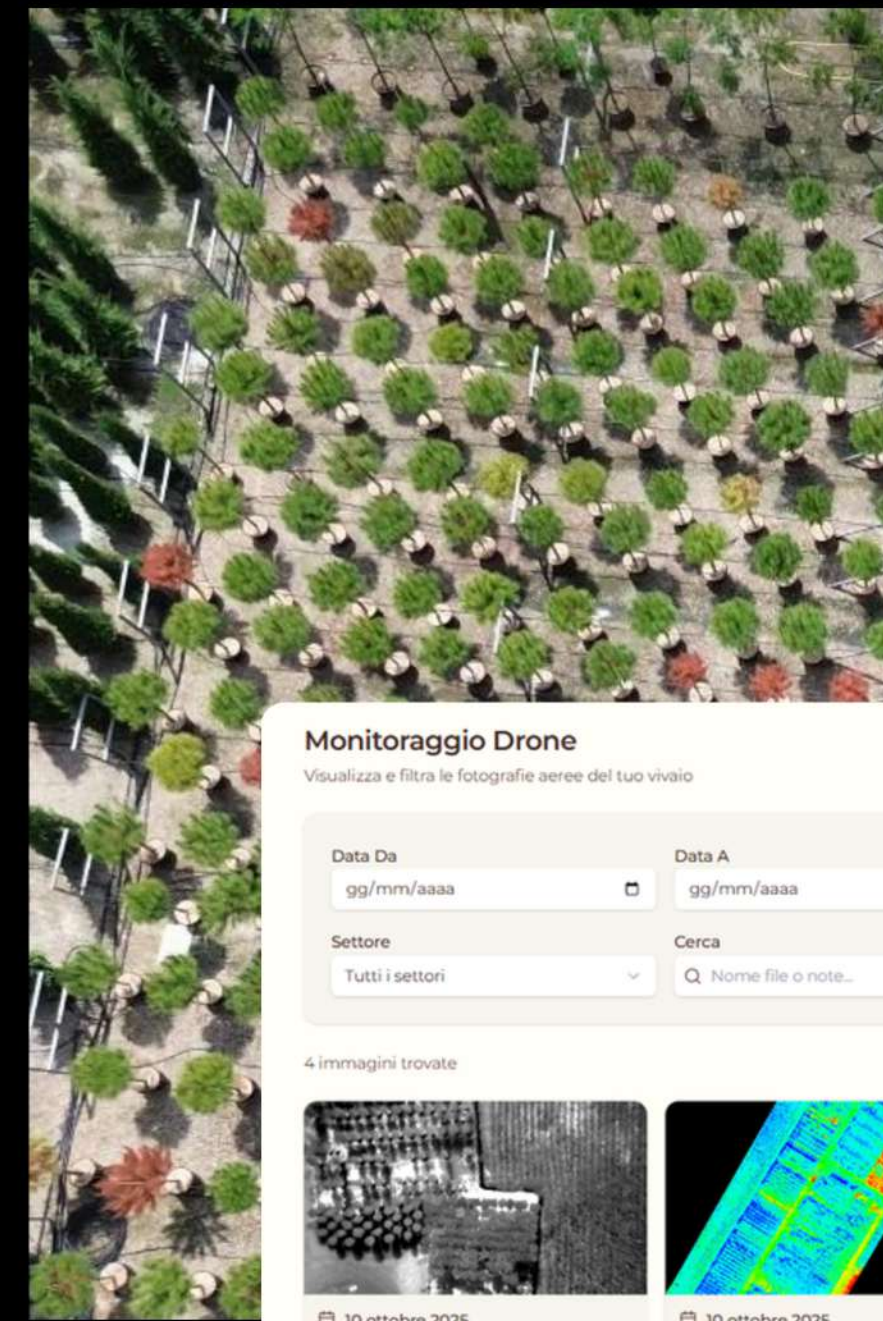 Monitoraggio Drone
Visualizza e filtra le fotografie aeree del tuo vivaio
Data Da
Data A
gg/mm/aaaa
gg/mm/aaaa
Settore
Cerca
Tutti i settori
Nome file o note...
4 immagini trovate
10 ottobre 2025
10 ottobre 2025